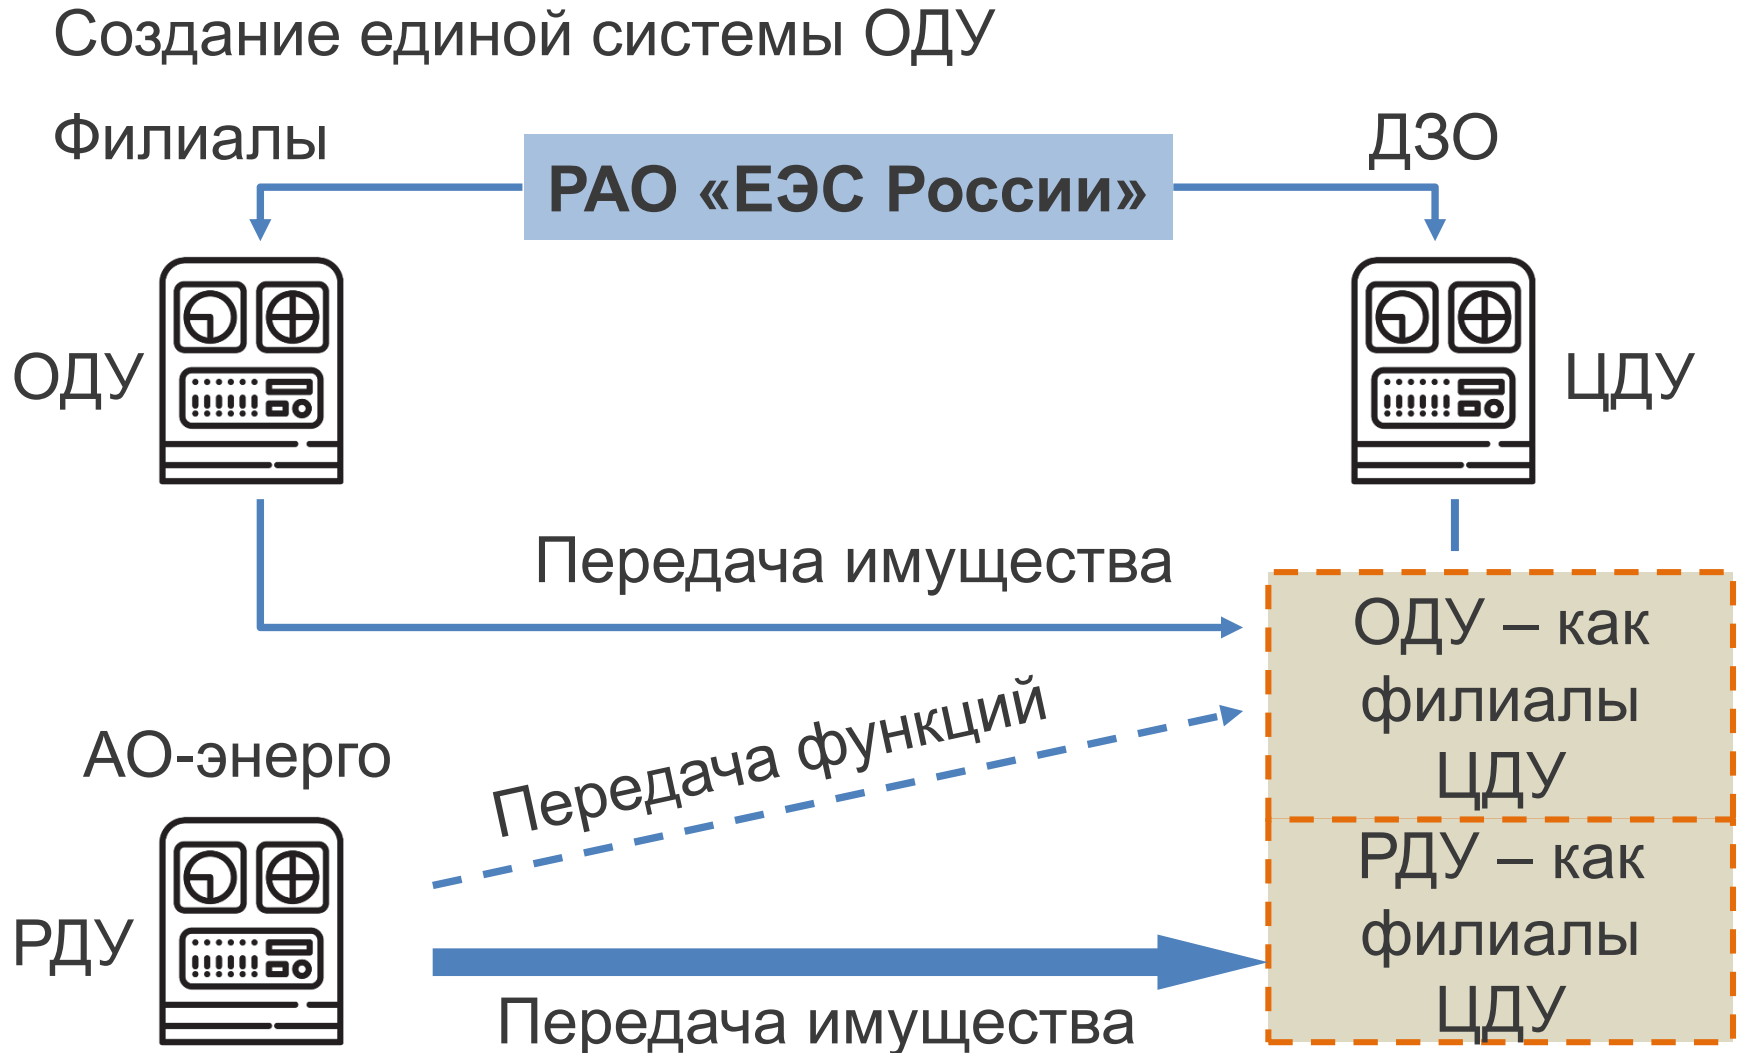 Создание единой системы ОДУ
Филиалы
РАО «ЕЭС России»
ДЗО
ОДУ
ЦДУ
Передача имущества
ОДУ – как
филиалы
ЦДУ
Передача функций
АО-энерго
РДУ
РДУ – как
филиалы
ЦДУ
Передача имущества